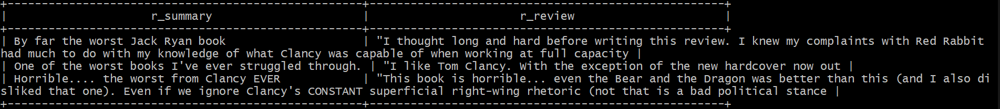 +-----------------------------------------------------+-----------------------------------------------------+
| r_summary | r_review |
+-----------------------------------------------------+-----------------------------------------------------+
| By far the worst Jack Ryan book | "I thought long and hard before writing this review. I knew my complaints with Red Rabbit
had much to do with my knowledge of what Clancy was capable of when working at full capacity |
| One of the worst books I've ever struggled through. | "I like Tom Clancy. With the exception of the new hardcover now out |
| Horrible.... the worst from Clancy EVER | "This book is horrible... even the Bear and the Dragon was better than this (and I also di
sliked that one). Even if we ignore Clancy's CONSTANT superficial right-wing rhetoric (not that is a bad political stance |
+-----------------------------------------------------+-----------------------------------------------------+